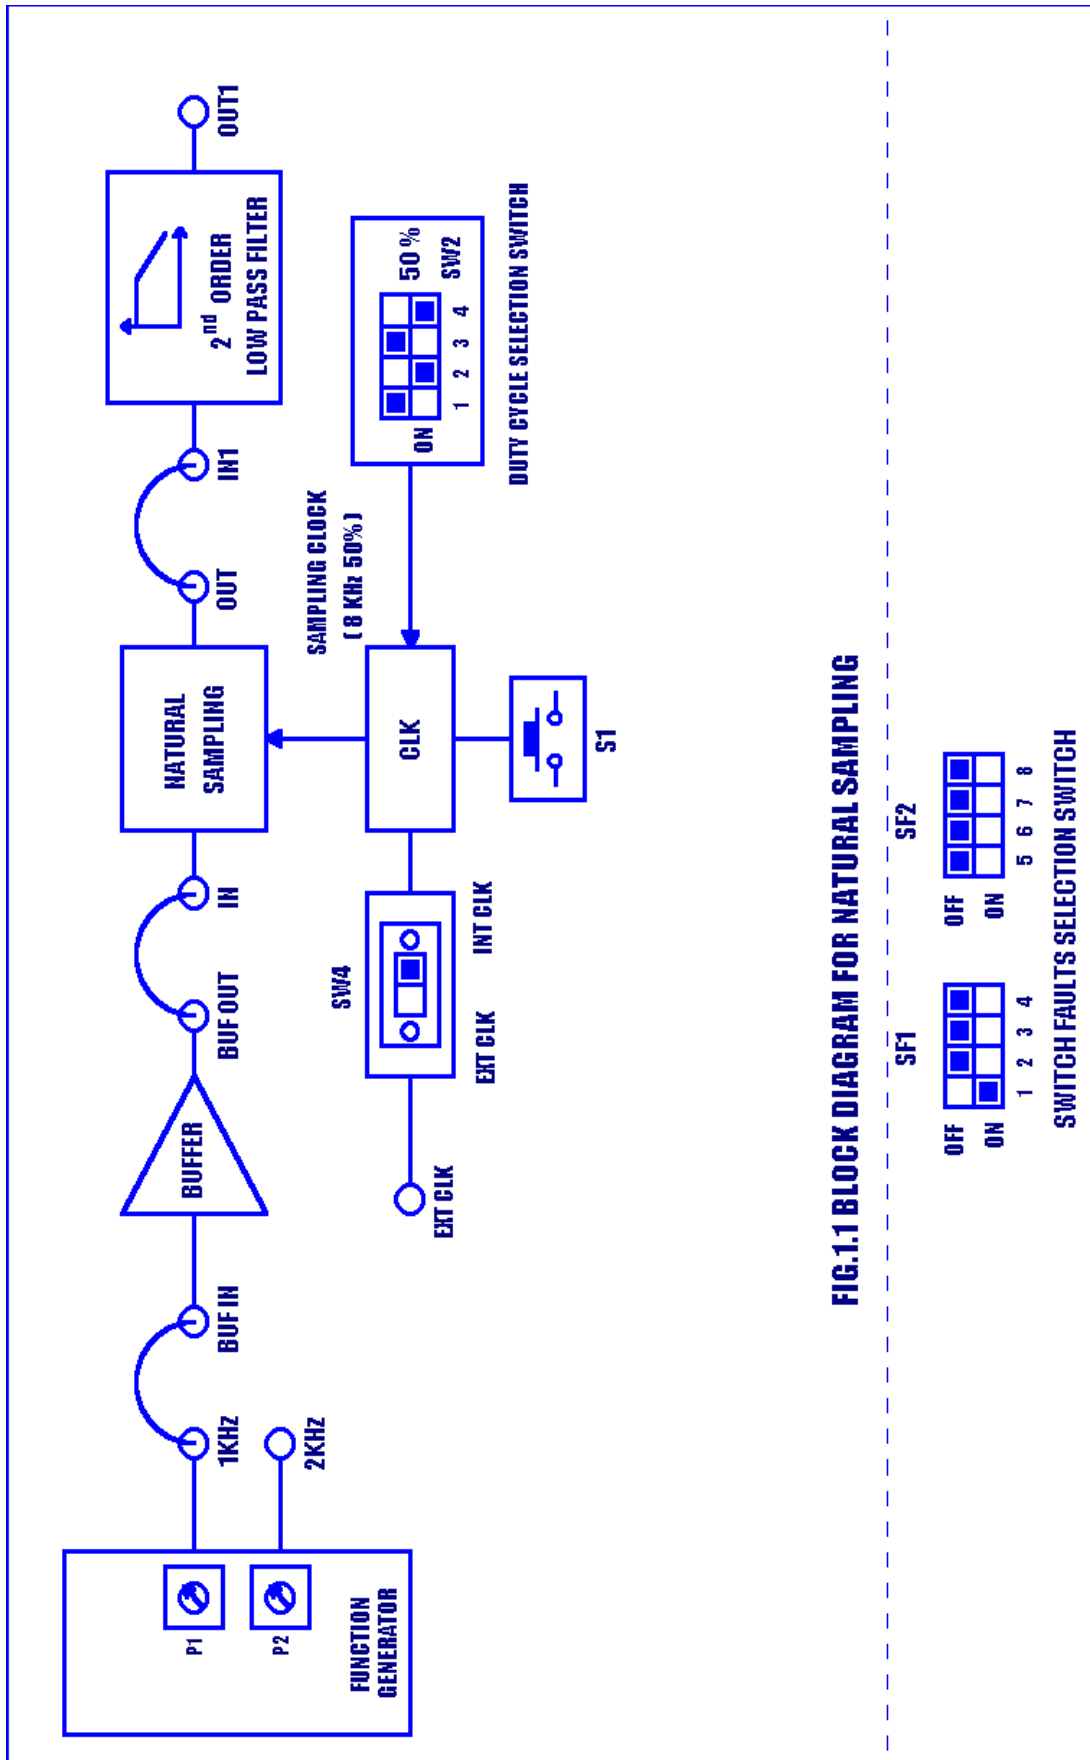 P1
P2
FUNCTION
GENERATOR
1KHz
2KHz
BUF IN
BUFFER
BUF OUT
IN
NATURAL
SAMPLING
OUT
IN1
2nd ORDER
LOW PASS FILTER
OUT1
EXT CLK
SW4
EXT CLK
INT CLK
CLK
SAMPLING CLOCK
( 8 KHz 50% )
S1
ON
50 %
SW2
1 2 3 4
DUTY CYCLE SELECTION SWITCH
FIG.1.1 BLOCK DIAGRAM FOR NATURAL SAMPLING
SF1
OFF
ON
1 2 3 4
SF2
OFF
ON
5 6 7 8
SWITCH FAULTS SELECTION SWITCH